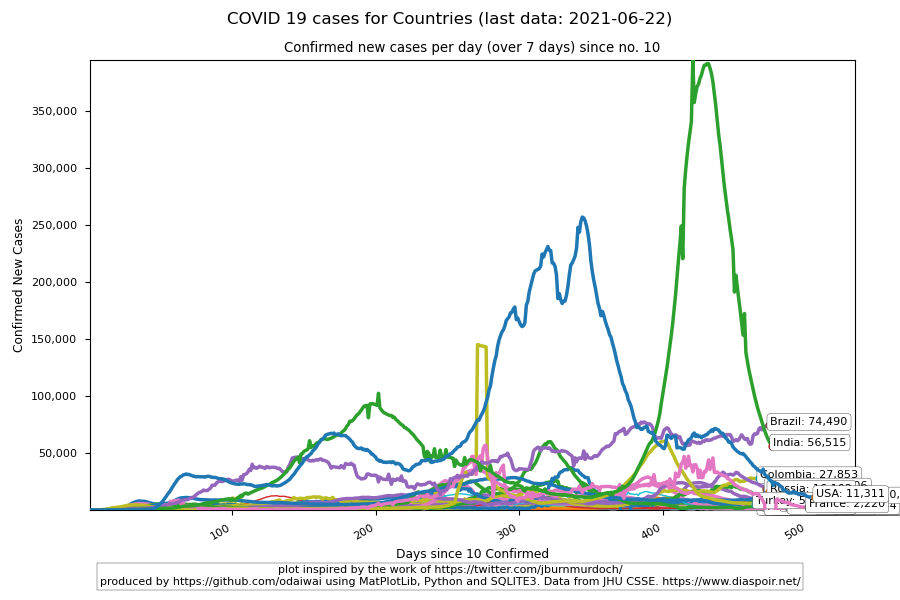 COVID 19 cases for Countries (last data: 2021-06-22)
Confirmed new cases per day (over 7 days) since no. 10
350,000
300,000
250,000
200,000
150,000
100,000
50,000
Confirmed New Cases
Brazil: 74,490
India: 56,515
Colombia: 27,853
Russia:
USA: 11,311
France: 2,220
100
200
300
400
500
Days since 10 Confirmed
plot inspired by the work of https://twitter.com/jburnmurdoch/
produced by https://github.com/odaiwai using MatPlotLib, Python and SQLITE3. Data from JHU CSSE. https://www.diaspoir.net/